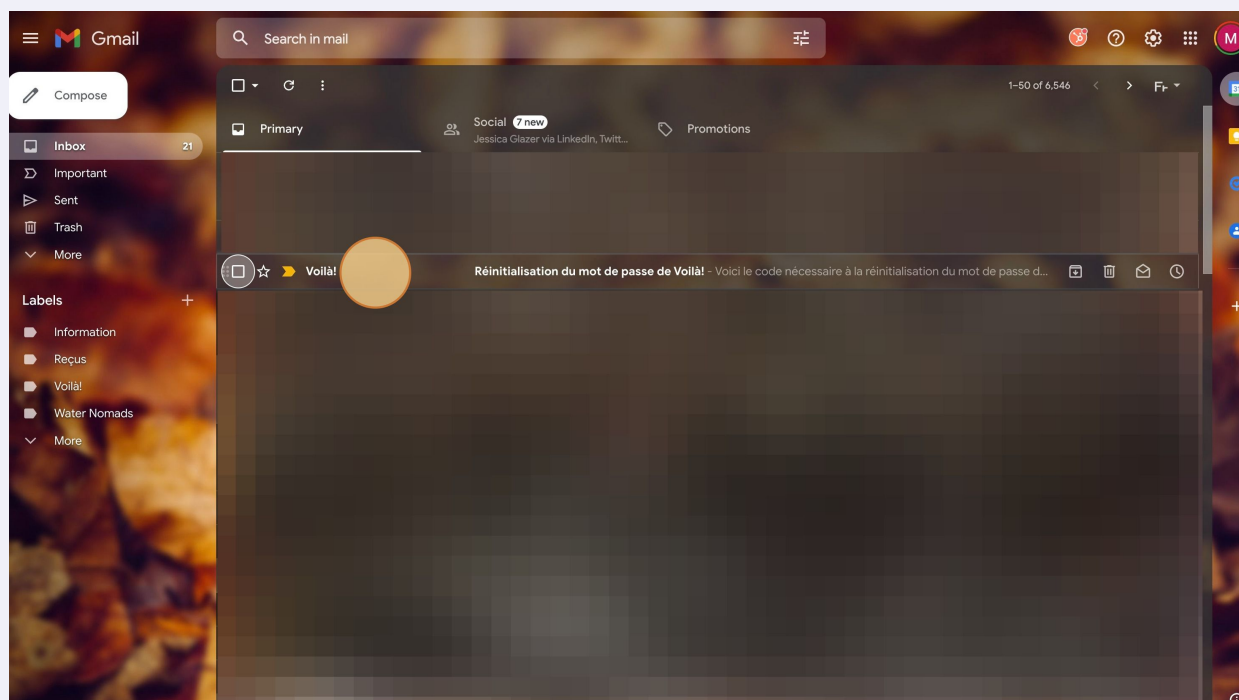 Gmail
Search in mail
M
Compose
1–50 of 6,546
31
Primary
Social 7 new
Jessica Glazer via LinkedIn, Twitt...
Promotions
Inbox 21
Important
Sent
Trash
More
Voilà! Réinitialisation du mot de passe de Voilà! - Voici le code nécessaire à la réinitialisation du mot de passe d...
Labels
Information
Reçus
Voilà!
Water Nomads
More